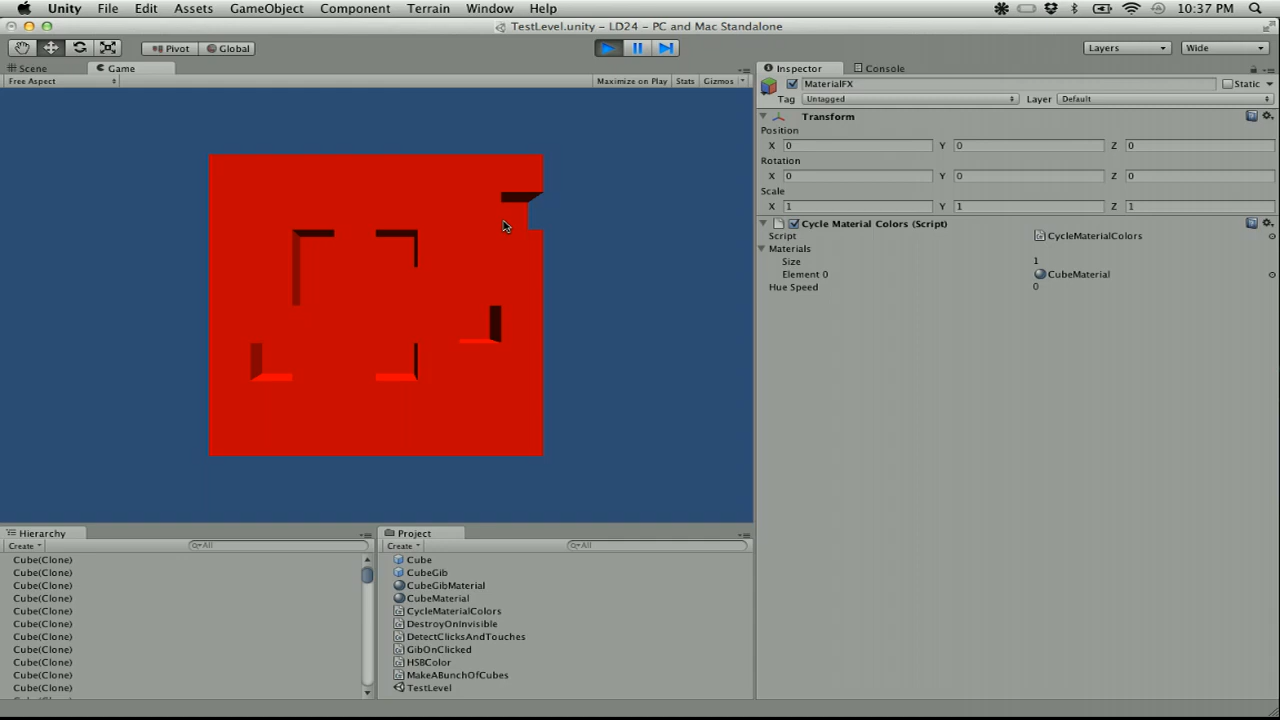 Unity File Edit Assets GameObject Component Terrain Window Help 10:37 PM
TestLevel.unity – LD24 – PC and Mac Standalone
Pivot Global Layers Wide
Scene Game Inspector Console
Free Aspect Maximize on Play Stats Gizmos
MaterialFX Static
Tag Untagged Layer Default
Transform
Position
X 0 Y 0 Z 0
Rotation
X 0 Y 0 Z 0
Scale
X 1 Y 1 Z 1
Cycle Material Colors (Script)
Script CycleMaterialColors
Materials
Size 1
Element 0 CubeMaterial
Hue Speed 0
Hierarchy
Create All
Cube(Clone)
Cube(Clone)
Cube(Clone)
Cube(Clone)
Cube(Clone)
Cube(Clone)
Cube(Clone)
Cube(Clone)
Cube(Clone)
Cube(Clone)
Cube(Clone)
Project
Create All
Cube
CubeGib
CubeGibMaterial
CubeMaterial
CycleMaterialColors
DestroyOnInvisible
DetectClicksAndTouches
GibOnClicked
HSBColor
MakeABunchOfCubes
TestLevel